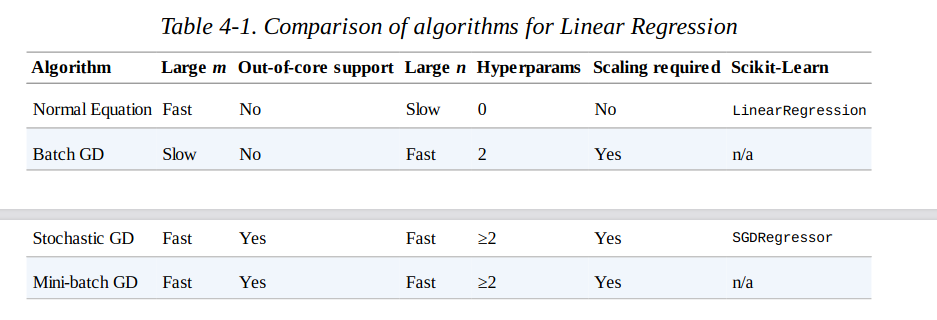 Table 4-1. Comparison of algorithms for Linear Regression
Algorithm Large m Out-of-core support Large n Hyperparams Scaling required Scikit-Learn
Normal Equation Fast No Slow 0 No LinearRegression
Batch GD Slow No Fast 2 Yes n/a
Stochastic GD Fast Yes Fast ≥2 Yes SGDRegressor
Mini-batch GD Fast Yes Fast ≥2 Yes n/a